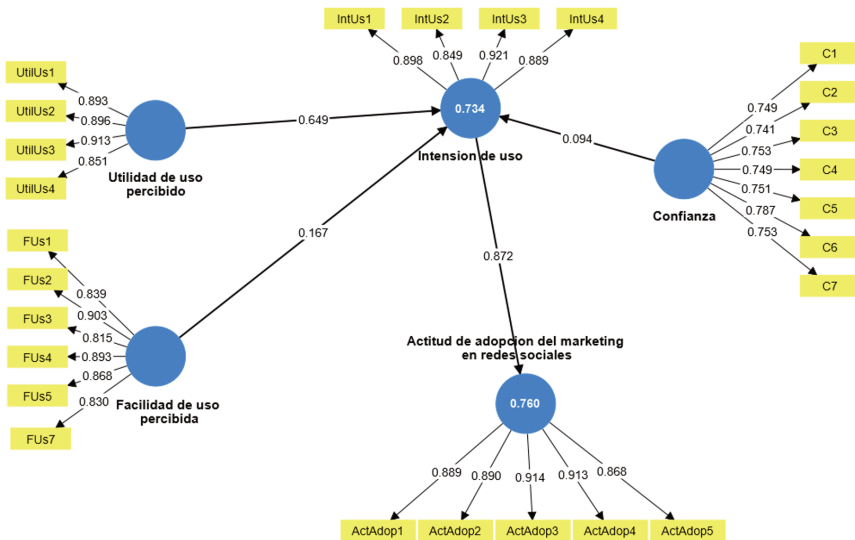 IntUs1
IntUs2
IntUs3
IntUs4
0.898
0.849
0.921
0.889
UtilUs1
UtilUs2
UtilUs3
UtilUs4
0.893
0.896
0.913
0.851
Utilidad de uso
percibido
0.649
0.734
Intension de uso
0.094
Confianza
C1
C2
C3
C4
C5
C6
C7
0.749
0.741
0.753
0.749
0.751
0.787
0.753
FUs1
FUs2
FUs3
FUs4
FUs5
FUs7
0.839
0.903
0.815
0.893
0.868
0.830
Facilidad de uso
percibida
0.167
0.872
Actitud de adopcion del marketing
en redes sociales
0.760
0.889
0.890
0.914
0.913
0.868
ActAdop1
ActAdop2
ActAdop3
ActAdop4
ActAdop5